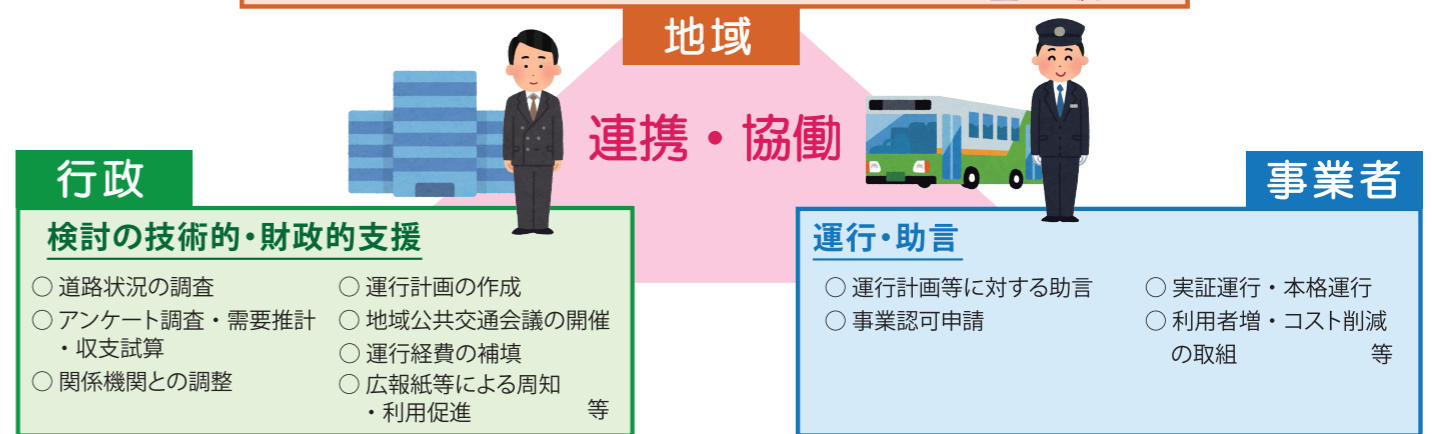 地域
連携・協働
行政
検討の技術的・財政的支援
○ 道路状況の調査
○ アンケート調査・需要推計
・収支試算
○ 関係機関との調整
○ 運行計画の作成
○ 地域公共交通会議の開催
○ 運行経費の補填
○ 広報紙等による周知
・利用促進 等
事業者
運行・助言
○ 運行計画等に対する助言
○ 事業認可申請
○ 実証運行・本格運行
○ 利用者増・コスト削減
の取組 等